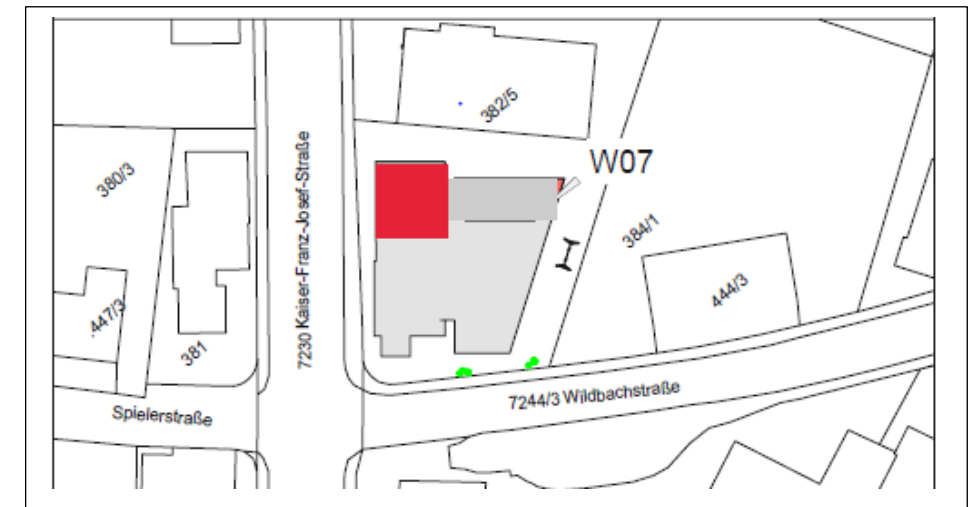 382/5
W07
380/3
7230 Kaiser-Franz-Josef-Straße
384/1
444/3
.447/3
381
7244/3 Wildbachstraße
Spielerstraße